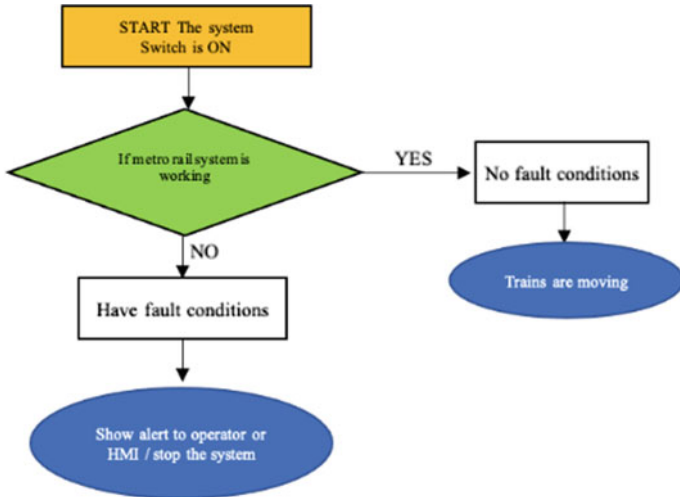 START The system
Switch is ON
If metro rail system is
working
YES
No fault conditions
Trains are moving
NO
Have fault conditions
Show alert to operator or
HMI / stop the system